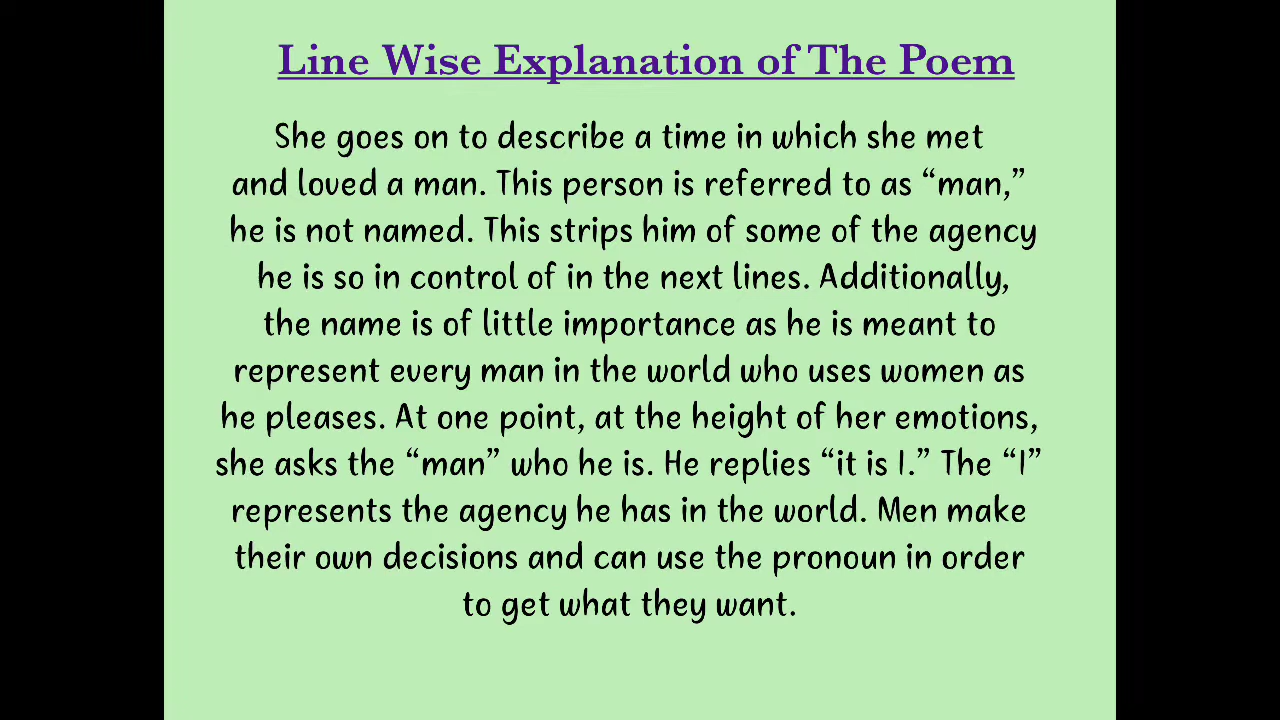 Line Wise Explanation of The Poem
She goes on to describe a time in which she met
and loved a man. This person is referred to as “man,”
he is not named. This strips him of some of the agency
he is so in control of in the next lines. Additionally,
the name is of little importance as he is meant to
represent every man in the world who uses women as
he pleases. At one point, at the height of her emotions,
she asks the “man” who he is. He replies “it is I.” The “I”
represents the agency he has in the world. Men make
their own decisions and can use the pronoun in order
to get what they want.